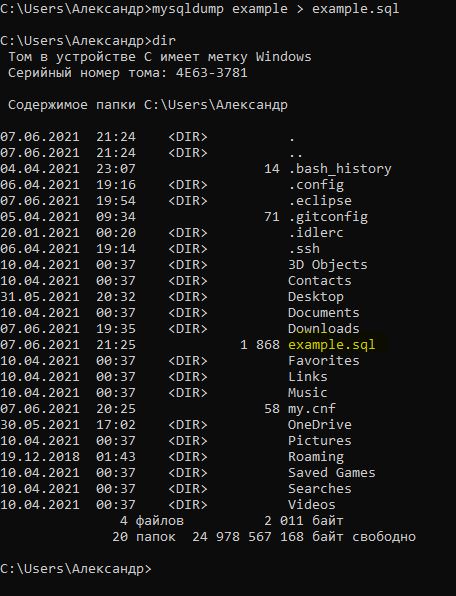 C:\Users\Александр>mysqldump example > example.sql
C:\Users\Александр>dir
Том в устройстве C имеет метку Windows
Серийный номер тома: 4E63-3781
Содержимое папки C:\Users\Александр
07.06.2021  21:24    <DIR>          .
07.06.2021  21:24    <DIR>          ..
04.04.2021  23:07                14 .bash_history
06.04.2021  19:16    <DIR>          .config
07.06.2021  19:54    <DIR>          .eclipse
05.04.2021  09:34                71 .gitconfig
20.01.2021  00:20    <DIR>          .idlerc
06.04.2021  19:14    <DIR>          .ssh
10.04.2021  00:37    <DIR>          3D Objects
10.04.2021  00:37    <DIR>          Contacts
31.05.2021  20:32    <DIR>          Desktop
10.04.2021  00:37    <DIR>          Documents
07.06.2021  19:35    <DIR>          Downloads
07.06.2021  21:25             1 868 example.sql
10.04.2021  00:37    <DIR>          Favorites
10.04.2021  00:37    <DIR>          Links
10.04.2021  00:37    <DIR>          Music
07.06.2021  20:25                58 my.cnf
30.05.2021  17:02    <DIR>          OneDrive
10.04.2021  00:37    <DIR>          Pictures
19.12.2018  01:43    <DIR>          Roaming
10.04.2021  00:37    <DIR>          Saved Games
10.04.2021  00:37    <DIR>          Searches
10.04.2021  00:37    <DIR>          Videos
4 файлов          2 011 байт
20 папок  24 978 567 168 байт свободно
C:\Users\Александр>